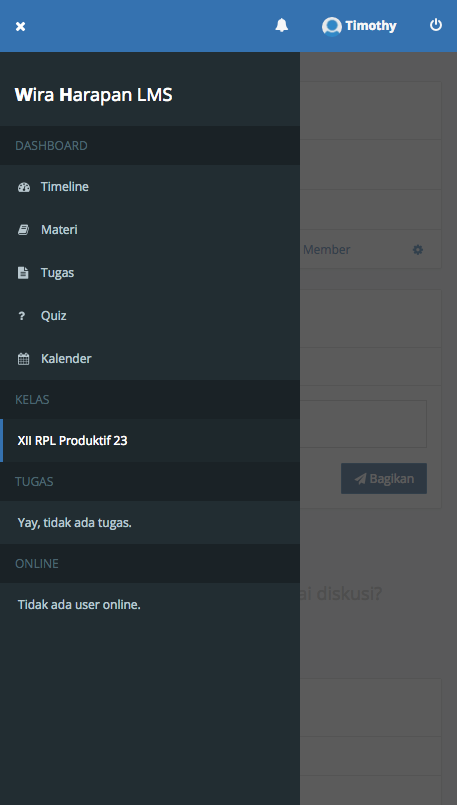 Timothy
Wira Harapan LMS
DASHBOARD
Timeline
Materi
Tugas
? Quiz
Kalender
KELAS
XII RPL Produktif 23
TUGAS
Yay, tidak ada tugas.
ONLINE
Tidak ada user online.
Member
Bagikan
diskusi?